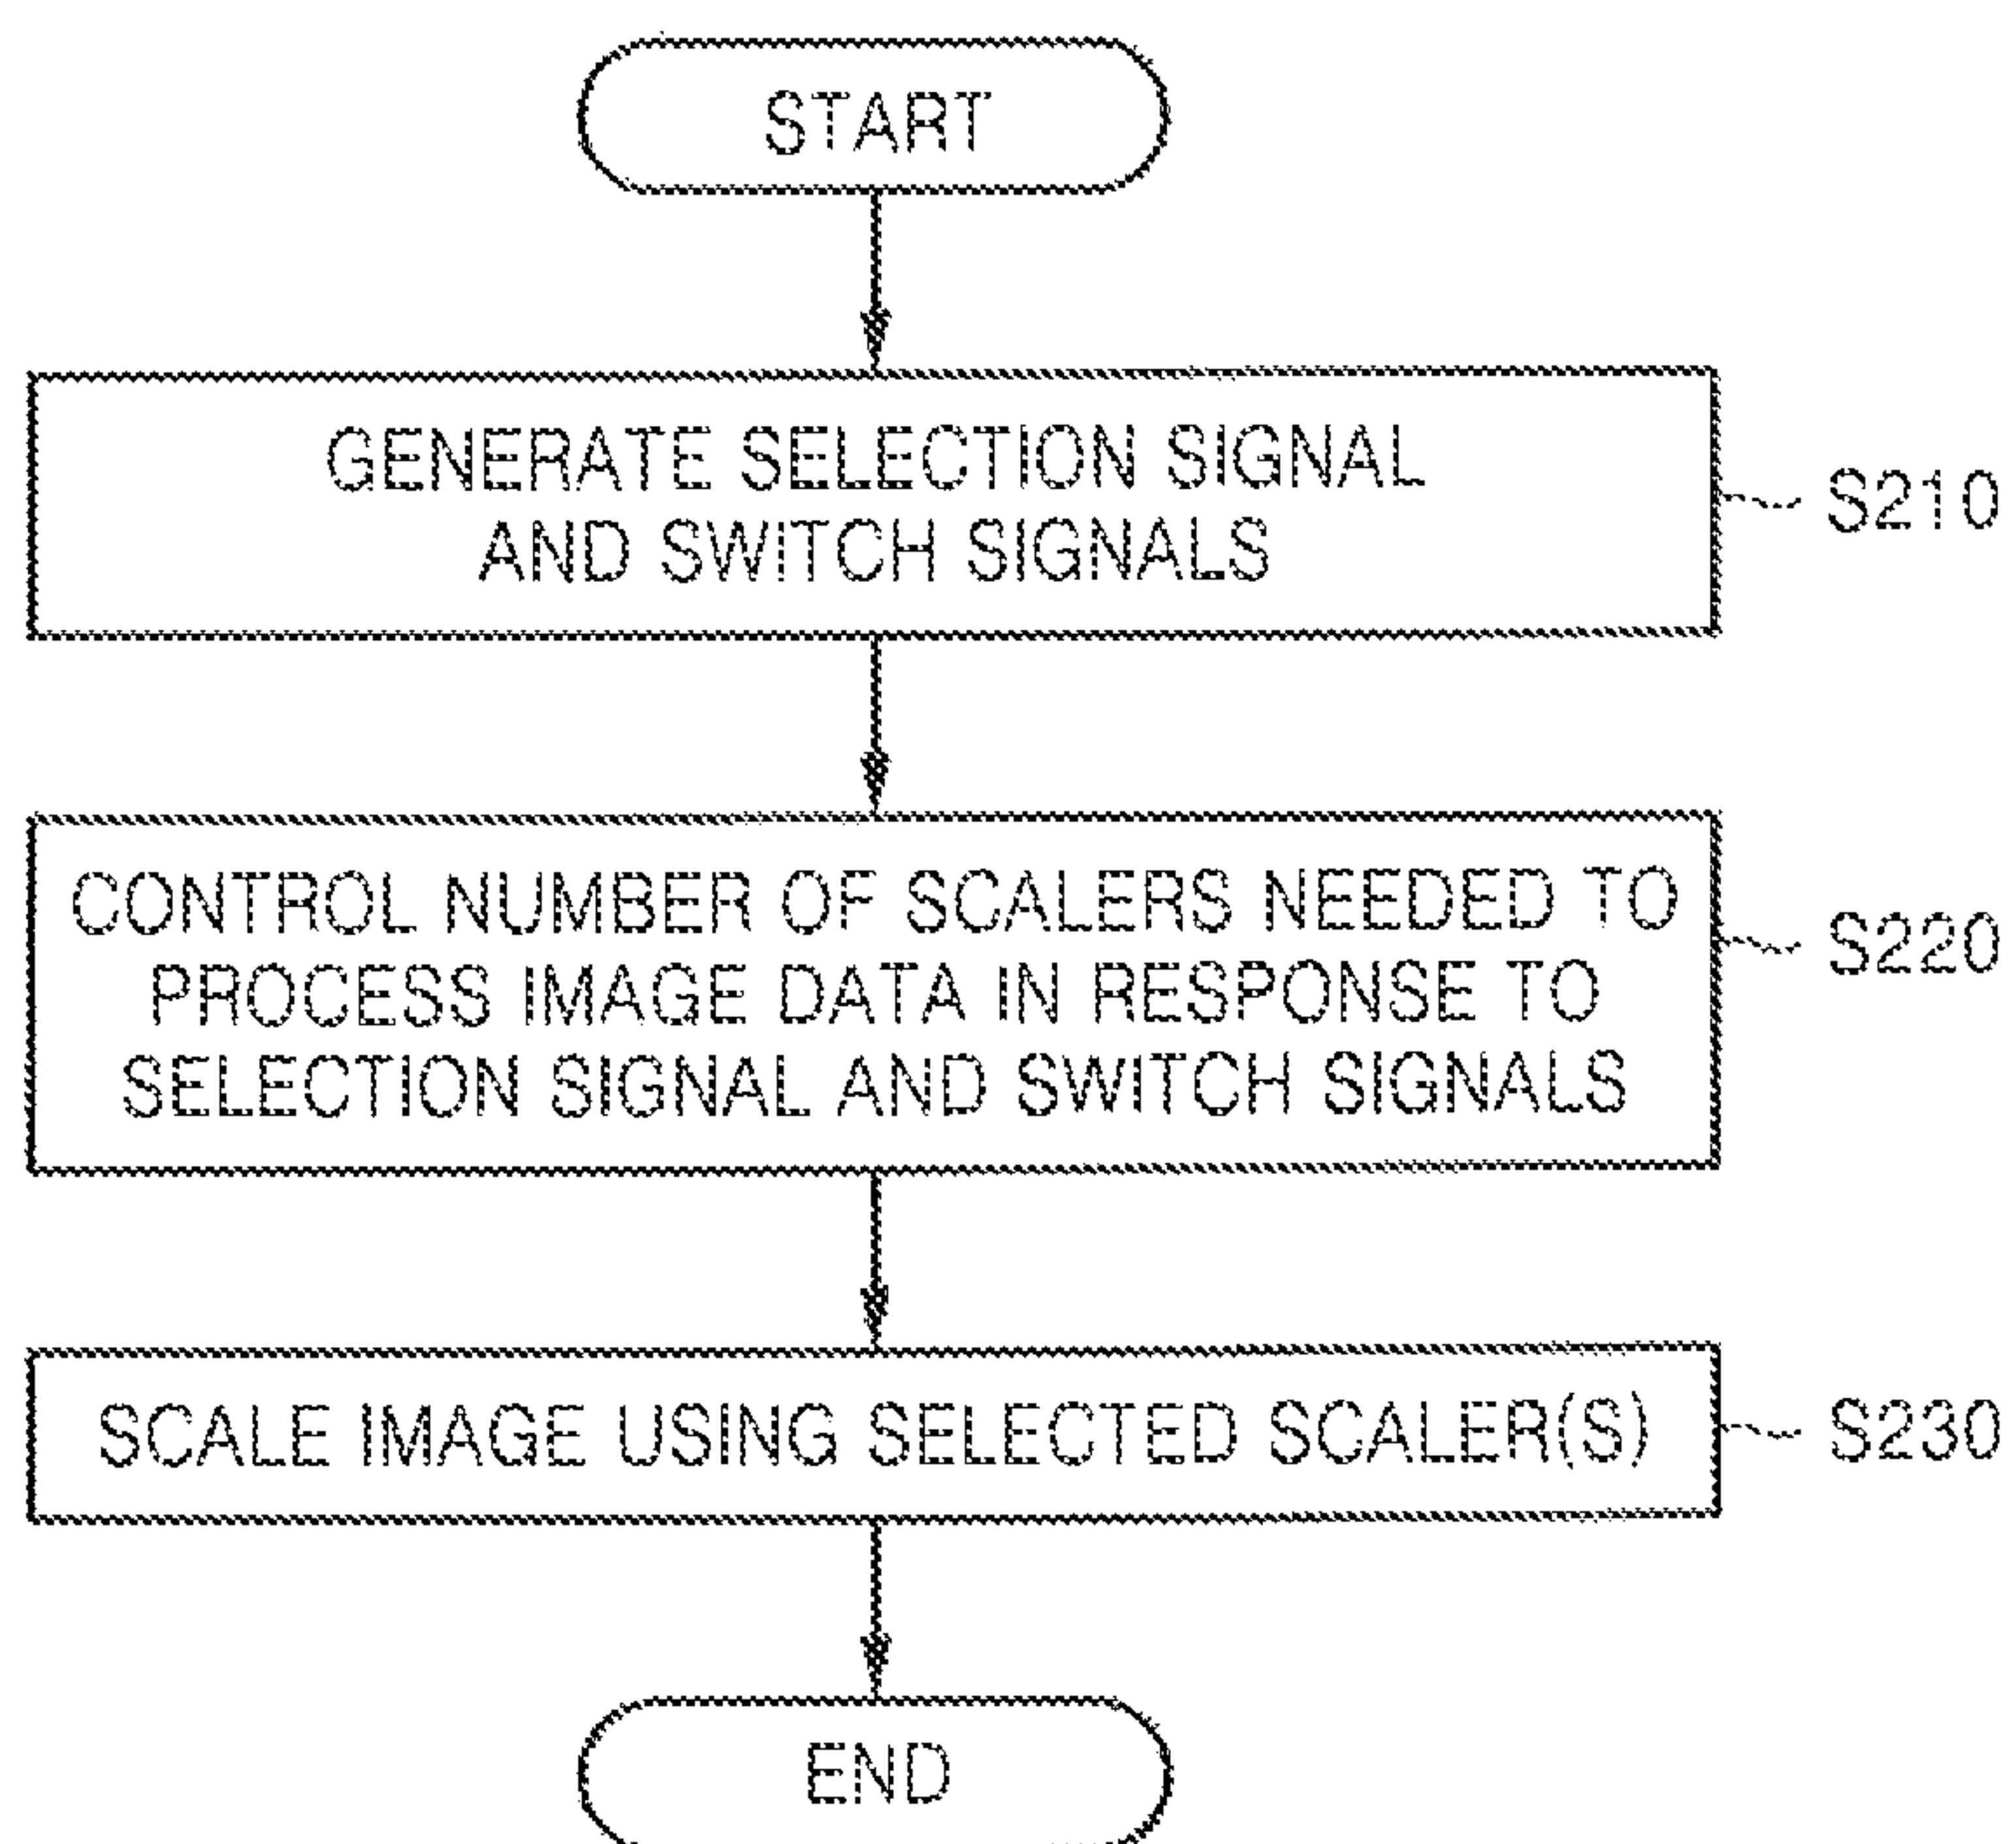 START
GENERATE SELECTION SIGNAL
AND SWITCH SIGNALS
S210
CONTROL NUMBER OF SCALERS NEEDED TO
PROCESS IMAGE DATA IN RESPONSE TO
SELECTION SIGNAL AND SWITCH SIGNALS
S220
SCALE IMAGE USING SELECTED SCALER(S)
S230
END